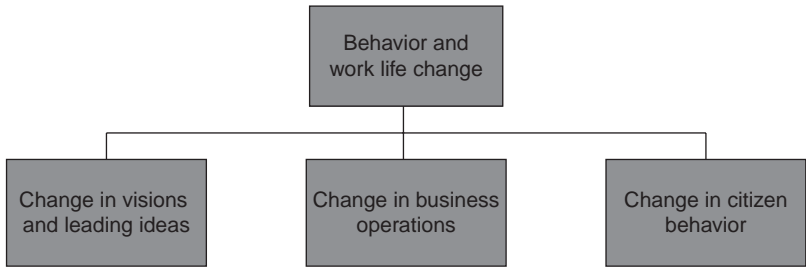 Behavior and
work life change
Change in visions
and leading ideas
Change in business
operations
Change in citizen
behavior